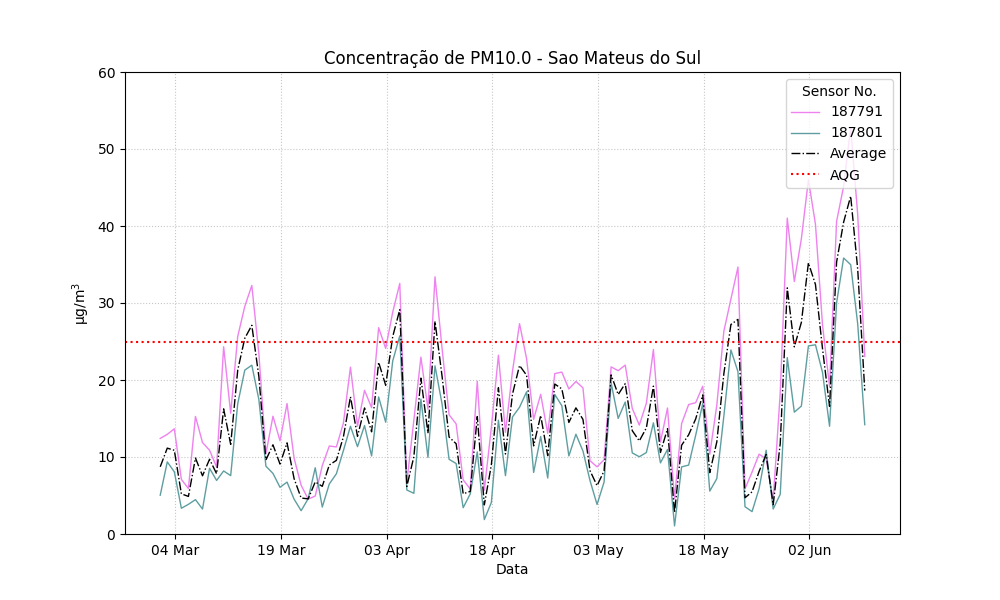 Concentração de PM10.0 - Sao Mateus do Sul
60
50
40
30
20
10
0
µg/m³
Sensor No.
187791
187801
Average
AQG
04 Mar
19 Mar
03 Apr
18 Apr
03 May
18 May
02 Jun
Data